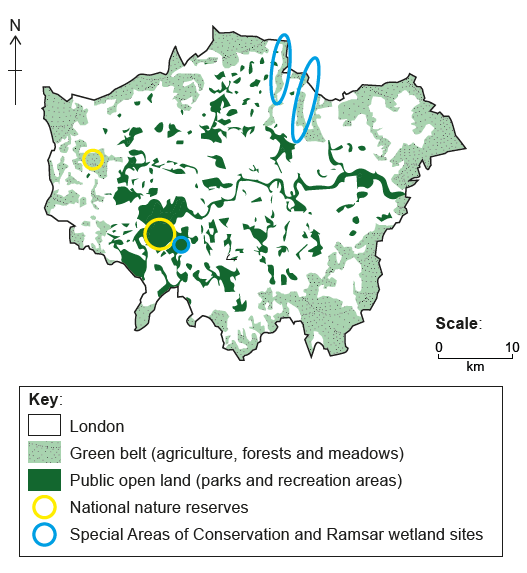 N
Scale:
0 10
km
Key:
London
Green belt (agriculture, forests and meadows)
Public open land (parks and recreation areas)
National nature reserves
Special Areas of Conservation and Ramsar wetland sites